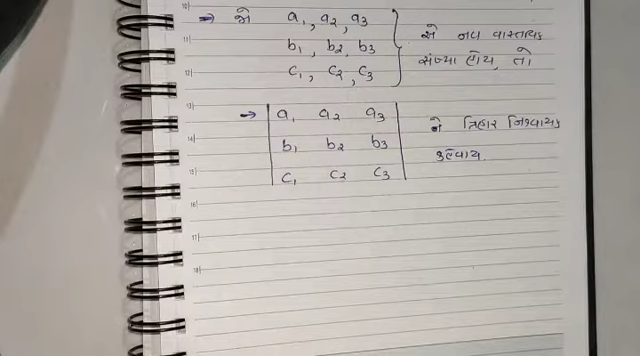 → જો a₁, a₂, a₃
b₁, b₂, b₃ એ નવ વાસ્તવિક
c₁, c₂, c₃ સંખ્યા હોય, તો
→ | a₁ a₂ a₃ |
| b₁ b₂ b₃ | ને ત્રિહાર નિશ્ચાયક
| c₁ c₂ c₃ | કહેવાય